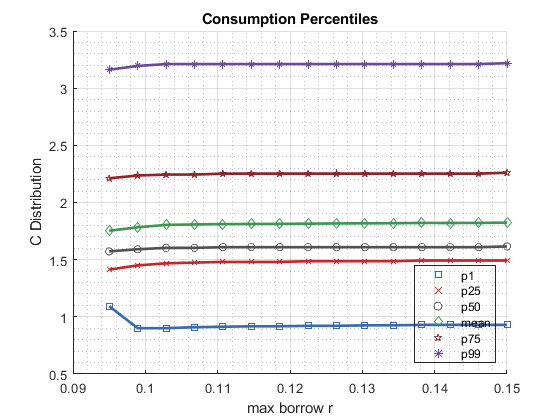 Consumption Percentiles
3.5
3
2.5
2
1.5
1
0.5
C Distribution
p1
p25
p50
mean
p75
p99
0.09
0.1
0.11
0.12
0.13
0.14
0.15
max borrow r